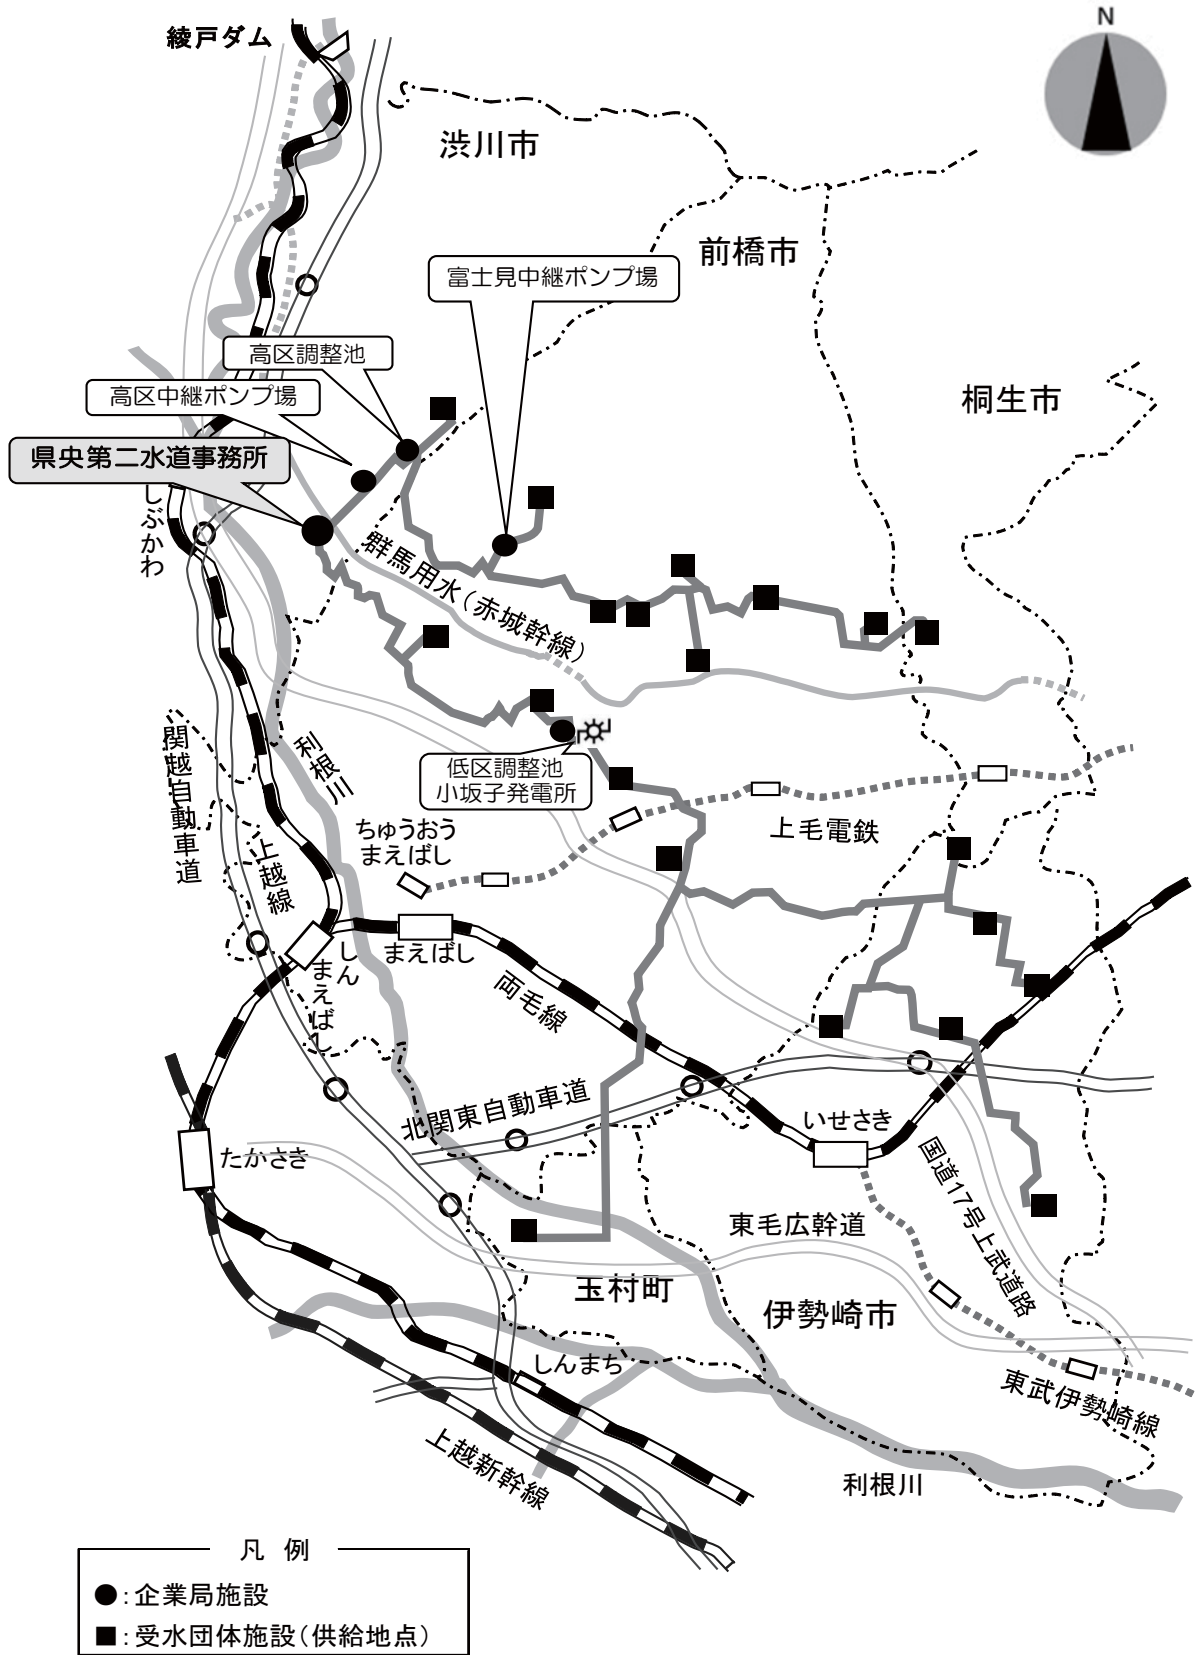 N
綾戸ダム
渋川市
前橋市
富士見中継ポンプ場
高区調整池
高区中継ポンプ場
桐生市
県央第二水道事務所
しぶかわ
群馬用水(赤城幹線)
関越自動車道
利根川
低区調整池
小坂子発電所
ちゅうおう
まえばし
上毛電鉄
上越線
まえばし
しん
まえばし
両毛線
北関東自動車道
いせさき
たかさき
国道17号上武道路
東毛広幹道
玉村町
伊勢崎市
しんまち
東武伊勢崎線
上越新幹線
利根川
凡 例
●:企業局施設
■:受水団体施設(供給地点)